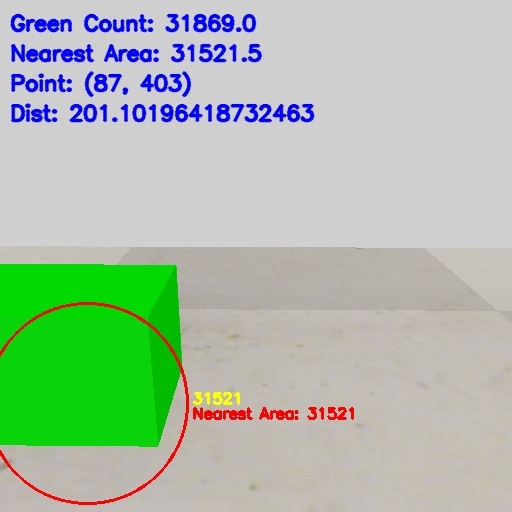 Green Count: 31869.0
Nearest Area: 31521.5
Point: (87, 403)
Dist: 201.10196418732463
31521
Nearest Area: 31521